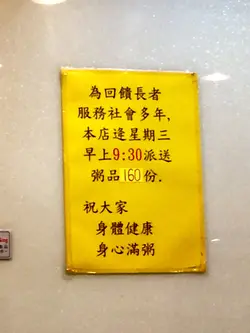 為回饋長者
服務社會多年,
本店逢星期三
早上9:30派送
粥品160份.
祝大家
身體健康
身心滿粥